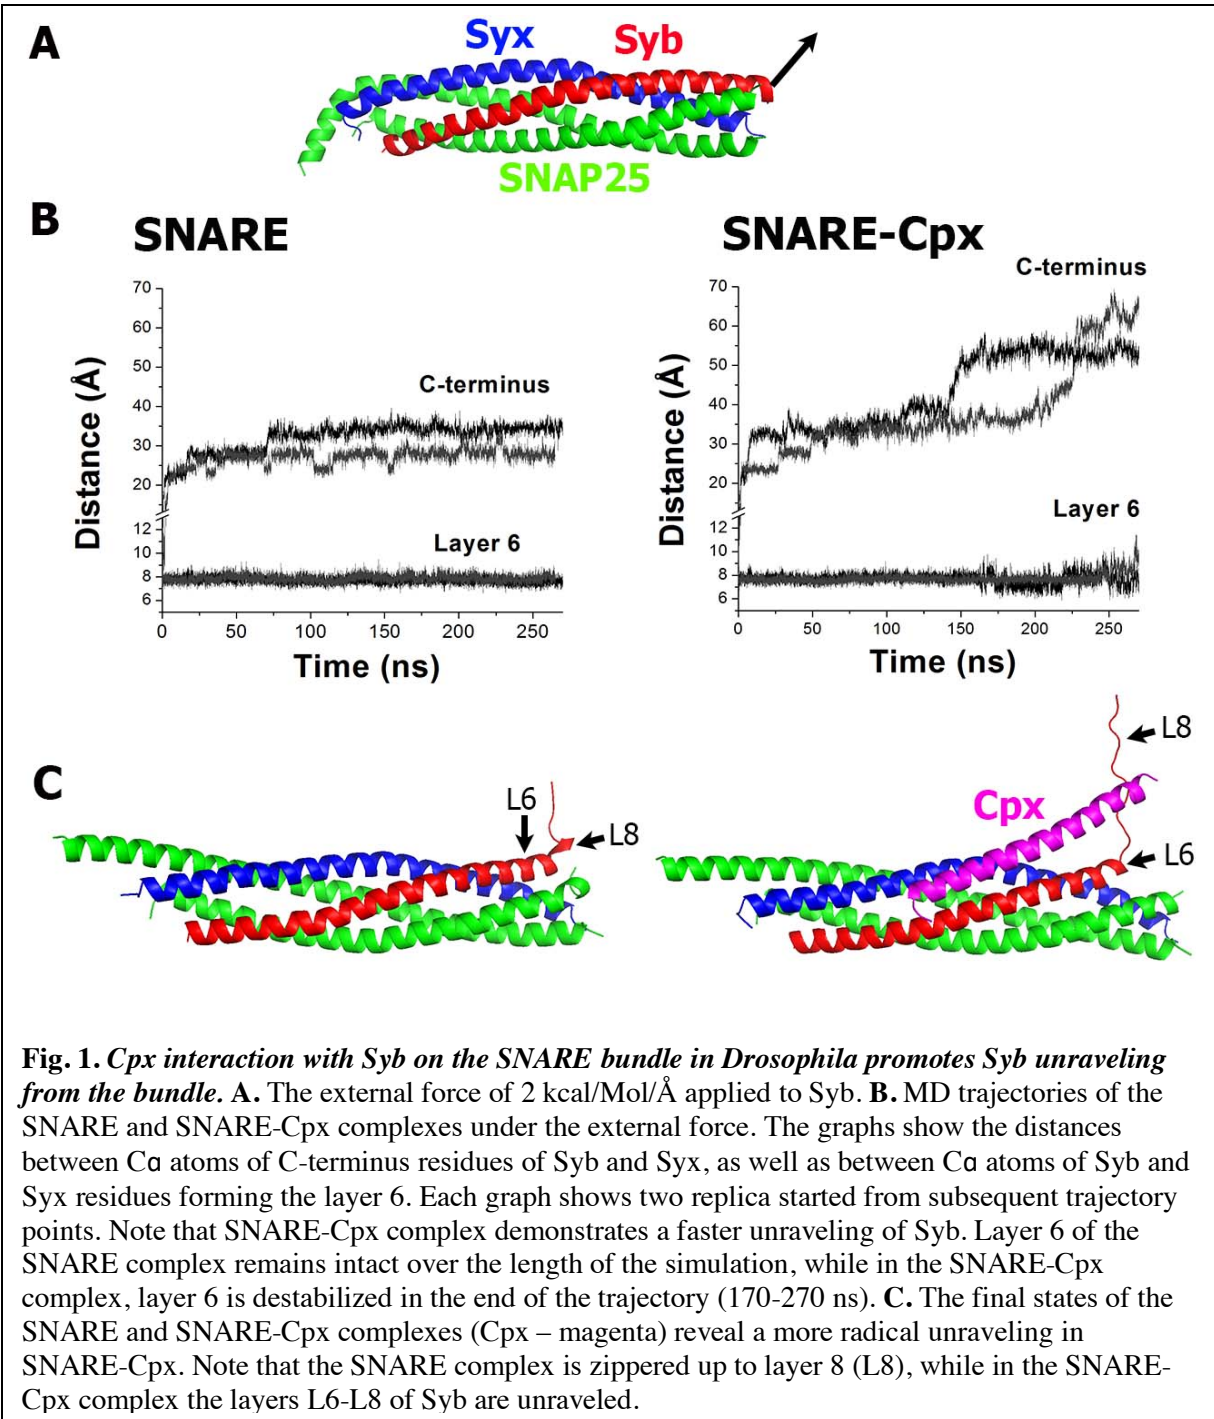 A
Syx
Syb
SNAP25
B
SNARE
SNARE-Cpx
C-terminus
70
60
50
40
30
20
12
10
8
6
Distance (Å)
C-terminus
Layer 6
0 50 100 150 200 250
Time (ns)
70
60
50
40
30
20
12
10
8
6
Distance (Å)
Layer 6
0 50 100 150 200 250
Time (ns)
C
L6
L8
Cpx
L8
L6
Fig. 1. Cpx interaction with Syb on the SNARE bundle in Drosophila promotes Syb unraveling
from the bundle. A. The external force of 2 kcal/Mol/Å applied to Syb. B. MD trajectories of the
SNARE and SNARE-Cpx complexes under the external force. The graphs show the distances
between Cα atoms of C-terminus residues of Syb and Syx, as well as between Cα atoms of Syb and
Syx residues forming the layer 6. Each graph shows two replica started from subsequent trajectory
points. Note that SNARE-Cpx complex demonstrates a faster unraveling of Syb. Layer 6 of the
SNARE complex remains intact over the length of the simulation, while in the SNARE-Cpx
complex, layer 6 is destabilized in the end of the trajectory (170-270 ns). C. The final states of the
SNARE and SNARE-Cpx complexes (Cpx – magenta) reveal a more radical unraveling in
SNARE-Cpx. Note that the SNARE complex is zippered up to layer 8 (L8), while in the SNARE-
Cpx complex the layers L6-L8 of Syb are unraveled.